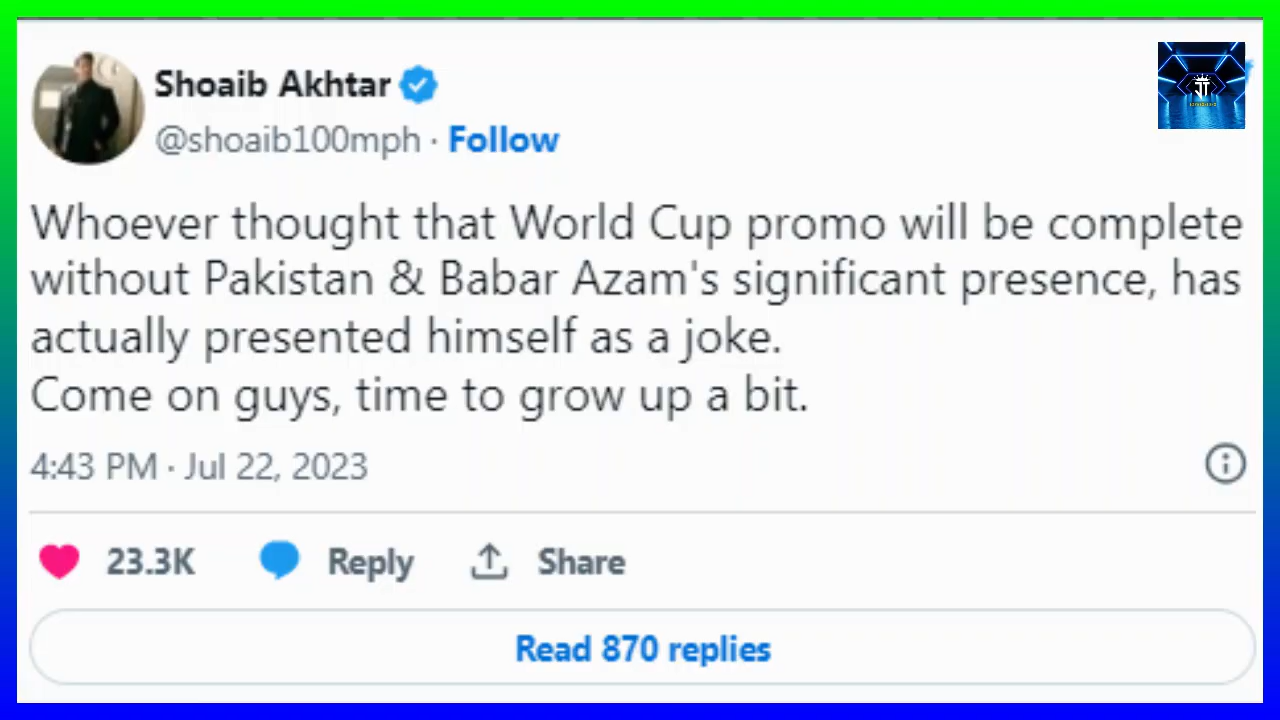 Shoaib Akhtar
@shoaib100mph · Follow
Whoever thought that World Cup promo will be complete
without Pakistan & Babar Azam's significant presence, has
actually presented himself as a joke.
Come on guys, time to grow up a bit.
4:43 PM · Jul 22, 2023
23.3K Reply Share
Read 870 replies